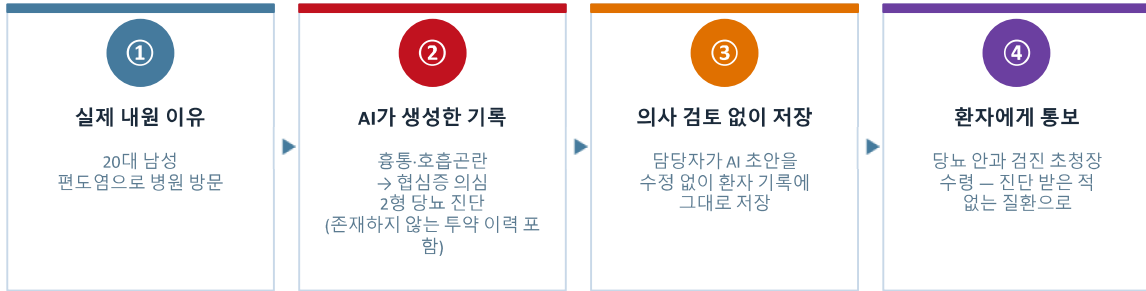 ①
실제 내원 이유
20대 남성
편도염으로 병원 방문
②
AI가 생성한 기록
흉통·호흡곤란
→ 협심증 의심
2형 당뇨 진단
(존재하지 않는 투약 이력 포
함)
③
의사 검토 없이 저장
담당자가 AI 초안을
수정 없이 환자 기록에
그대로 저장
④
환자에게 통보
당뇨 안과 검진 초청장
수령 — 진단 받은 적
없는 질환으로